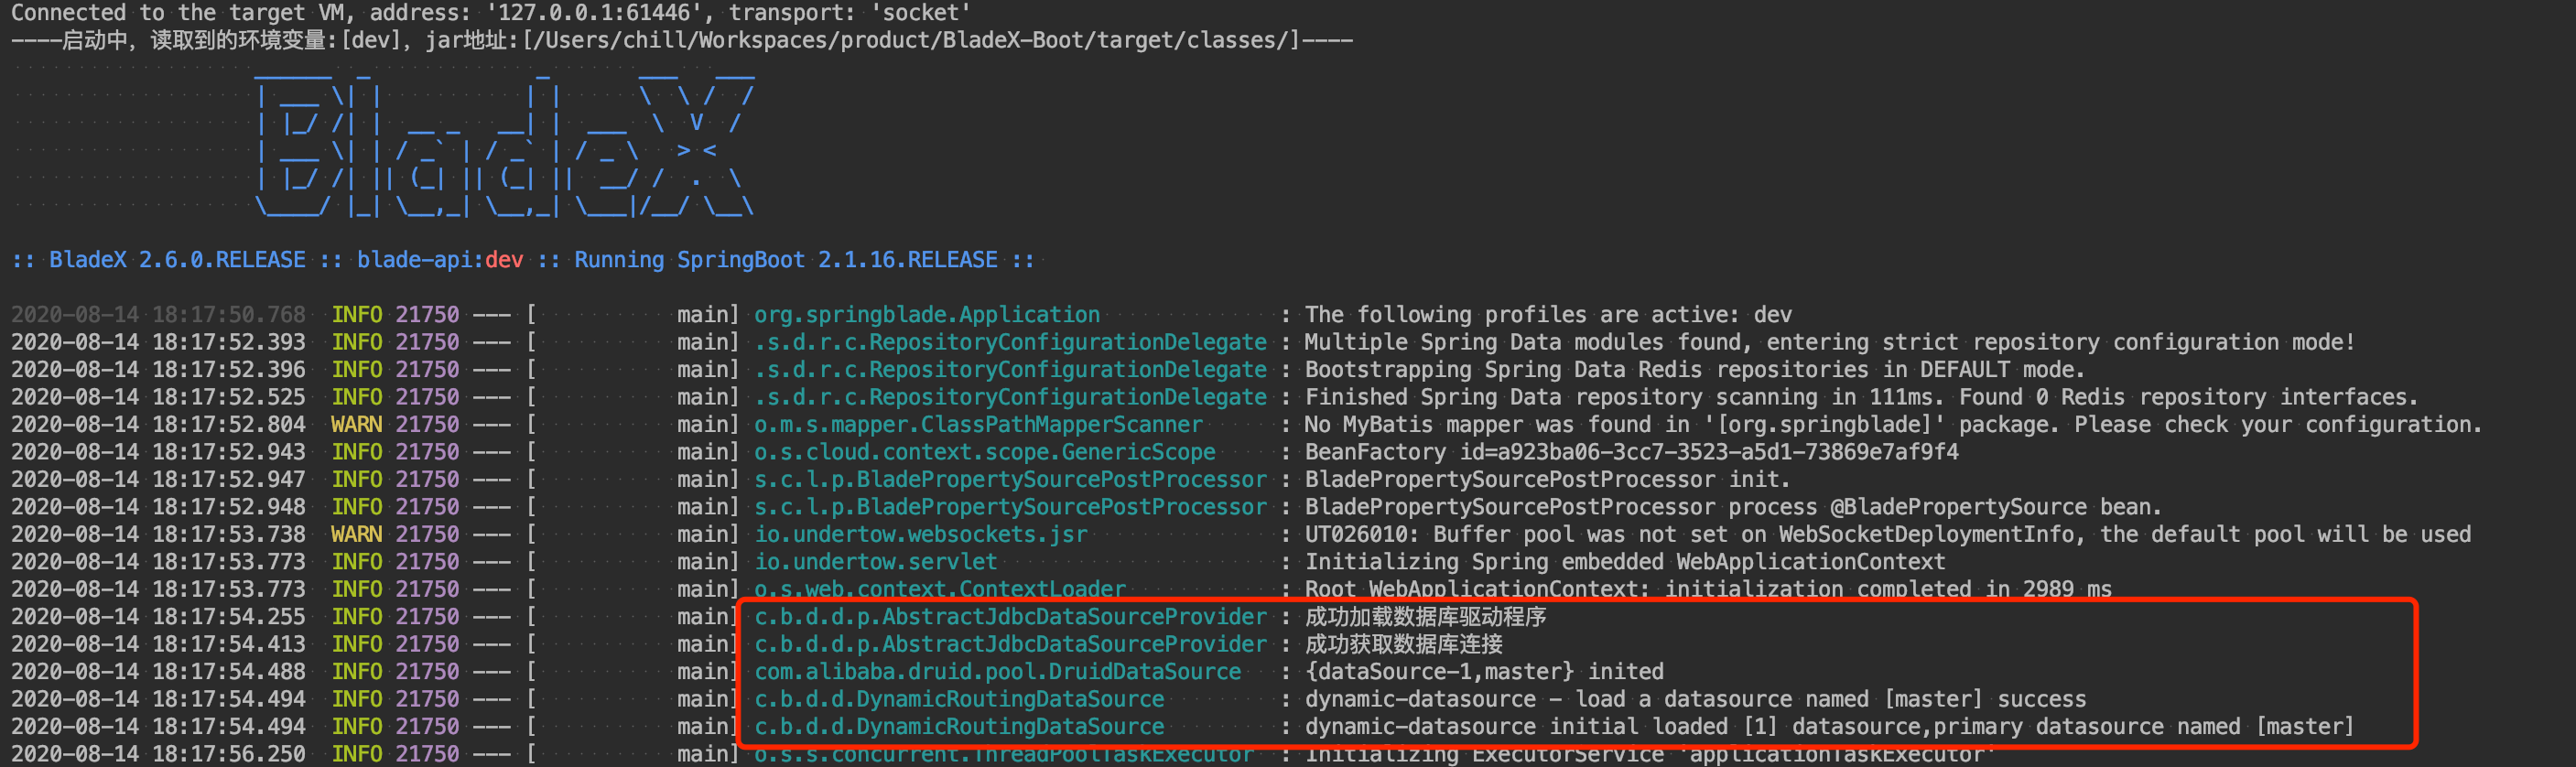 Connected to the target VM, address: '127.0.0.1:61446', transport: 'socket'
----启动中，读取到的环境变量:[dev]，jar地址:[/Users/chill/Workspaces/product/BladeX-Boot/target/classes/]----
BladeX
:: BladeX 2.6.0.RELEASE :: blade-api:dev :: Running SpringBoot 2.1.16.RELEASE ::
2020-08-14 18:17:50.768  INFO 21750 --- [           main] org.springblade.Application              : The following profiles are active: dev
2020-08-14 18:17:52.393  INFO 21750 --- [           main] .s.d.r.c.RepositoryConfigurationDelegate : Multiple Spring Data modules found, entering strict repository configuration mode!
2020-08-14 18:17:52.396  INFO 21750 --- [           main] .s.d.r.c.RepositoryConfigurationDelegate : Bootstrapping Spring Data Redis repositories in DEFAULT mode.
2020-08-14 18:17:52.525  INFO 21750 --- [           main] .s.d.r.c.RepositoryConfigurationDelegate : Finished Spring Data repository scanning in 111ms. Found 0 Redis repository interfaces.
2020-08-14 18:17:52.804  WARN 21750 --- [           main] o.m.s.mapper.ClassPathMapperScanner      : No MyBatis mapper was found in '[org.springblade]' package. Please check your configuration.
2020-08-14 18:17:52.943  INFO 21750 --- [           main] o.s.cloud.context.scope.GenericScope     : BeanFactory id=a923ba06-3cc7-3523-a5d1-73869e7af9f4
2020-08-14 18:17:52.947  INFO 21750 --- [           main] s.c.l.p.BladePropertySourcePostProcessor : BladePropertySourcePostProcessor init.
2020-08-14 18:17:52.948  INFO 21750 --- [           main] s.c.l.p.BladePropertySourcePostProcessor : BladePropertySourcePostProcessor process @BladePropertySource bean.
2020-08-14 18:17:53.738  WARN 21750 --- [           main] io.undertow.websockets.jsr               : UT026010: Buffer pool was not set on WebSocketDeploymentInfo, the default pool will be used
2020-08-14 18:17:53.773  INFO 21750 --- [           main] io.undertow.servlet                      : Initializing Spring embedded WebApplicationContext
2020-08-14 18:17:53.773  INFO 21750 --- [           main] o.s.web.context.ContextLoader            : Root WebApplicationContext: initialization completed in 2989 ms
2020-08-14 18:17:54.255  INFO 21750 --- [           main] c.b.d.d.p.AbstractJdbcDataSourceProvider : 成功加载数据库驱动程序
2020-08-14 18:17:54.413  INFO 21750 --- [           main] c.b.d.d.p.AbstractJdbcDataSourceProvider : 成功获取数据库连接
2020-08-14 18:17:54.488  INFO 21750 --- [           main] com.alibaba.druid.pool.DruidDataSource   : {dataSource-1,master} inited
2020-08-14 18:17:54.494  INFO 21750 --- [           main] c.b.d.d.DynamicRoutingDataSource         : dynamic-datasource - load a datasource named [master] success
2020-08-14 18:17:54.494  INFO 21750 --- [           main] c.b.d.d.DynamicRoutingDataSource         : dynamic-datasource initial loaded [1] datasource,primary datasource named [master]
2020-08-14 18:17:56.250  INFO 21750 --- [           main] o.s.s.concurrent.ThreadPoolTaskExecutor  : Initializing ExecutorService 'applicationTaskExecutor'